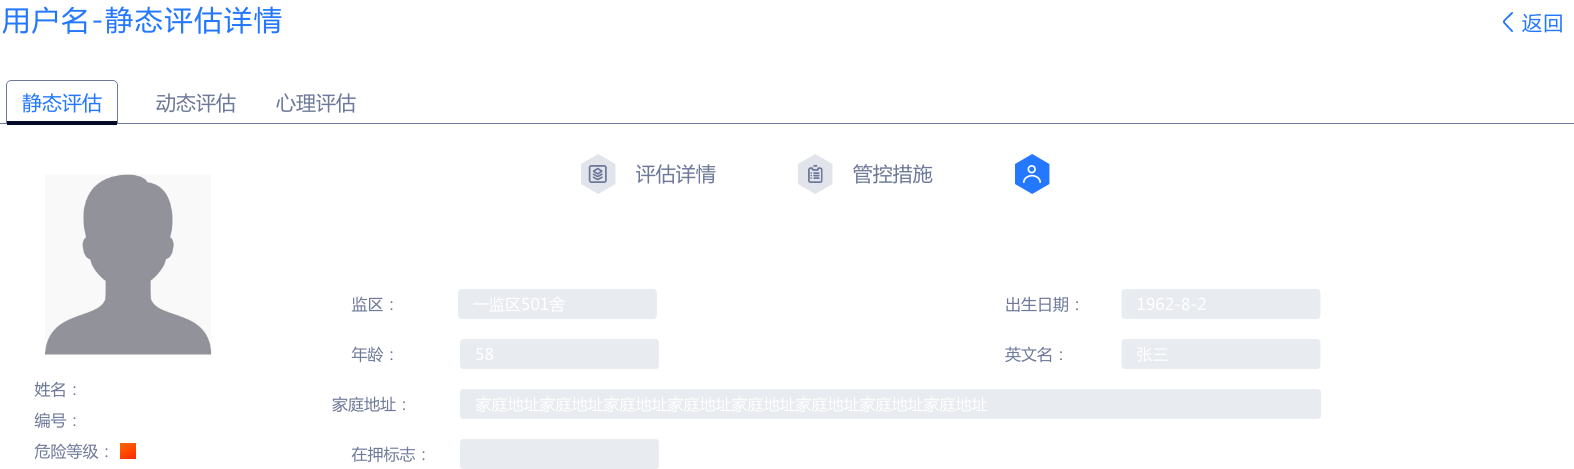 用户名-静态评估详情
返回
静态评估 动态评估 心理评估
评估详情 管控措施
监区： 一监区501舍 出生日期： 1962-8-2
年龄： 58 英文名： 张三
姓名：
家庭地址： 家庭地址家庭地址家庭地址家庭地址家庭地址家庭地址家庭地址家庭地址
编号：
危险等级： 在押标志：